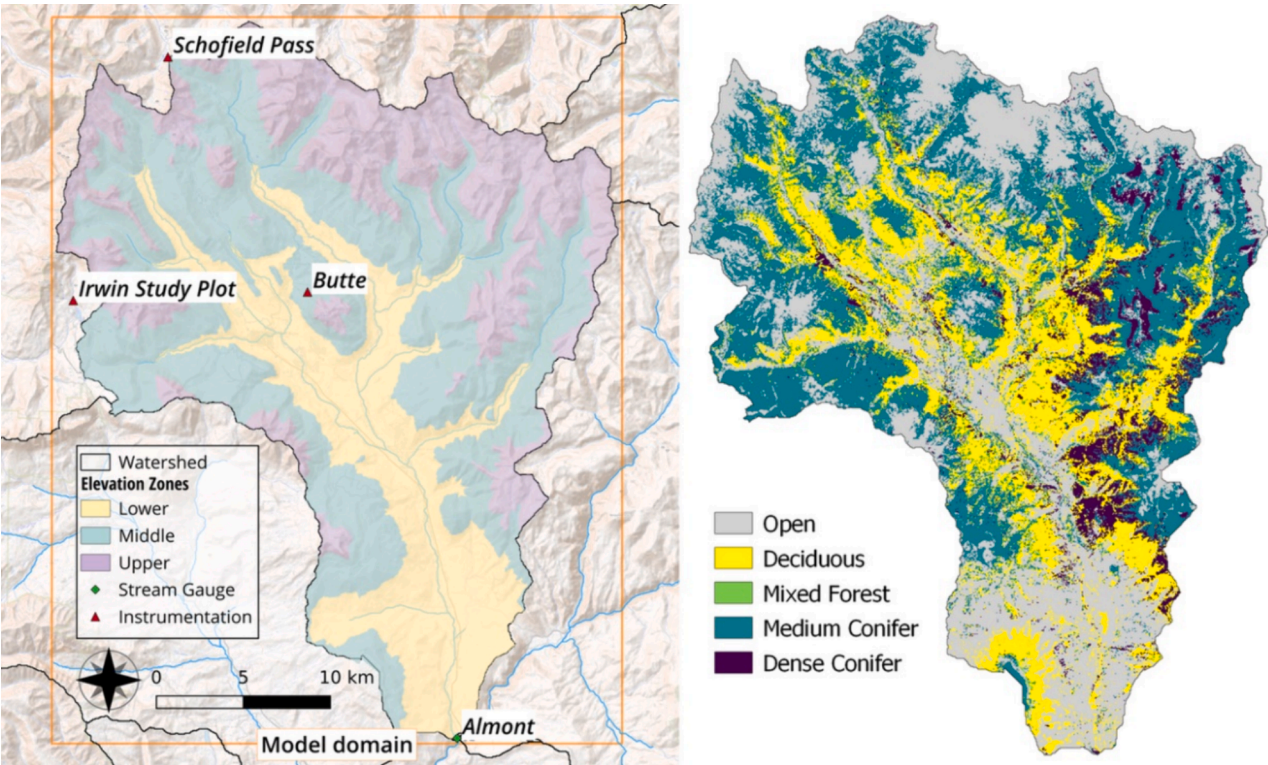 Schofield Pass
Irwin Study Plot
Butte
Watershed
Elevation Zones
Lower
Middle
Upper
Stream Gauge
Instrumentation
0 5 10 km
Model domain
Almont
Open
Deciduous
Mixed Forest
Medium Conifer
Dense Conifer